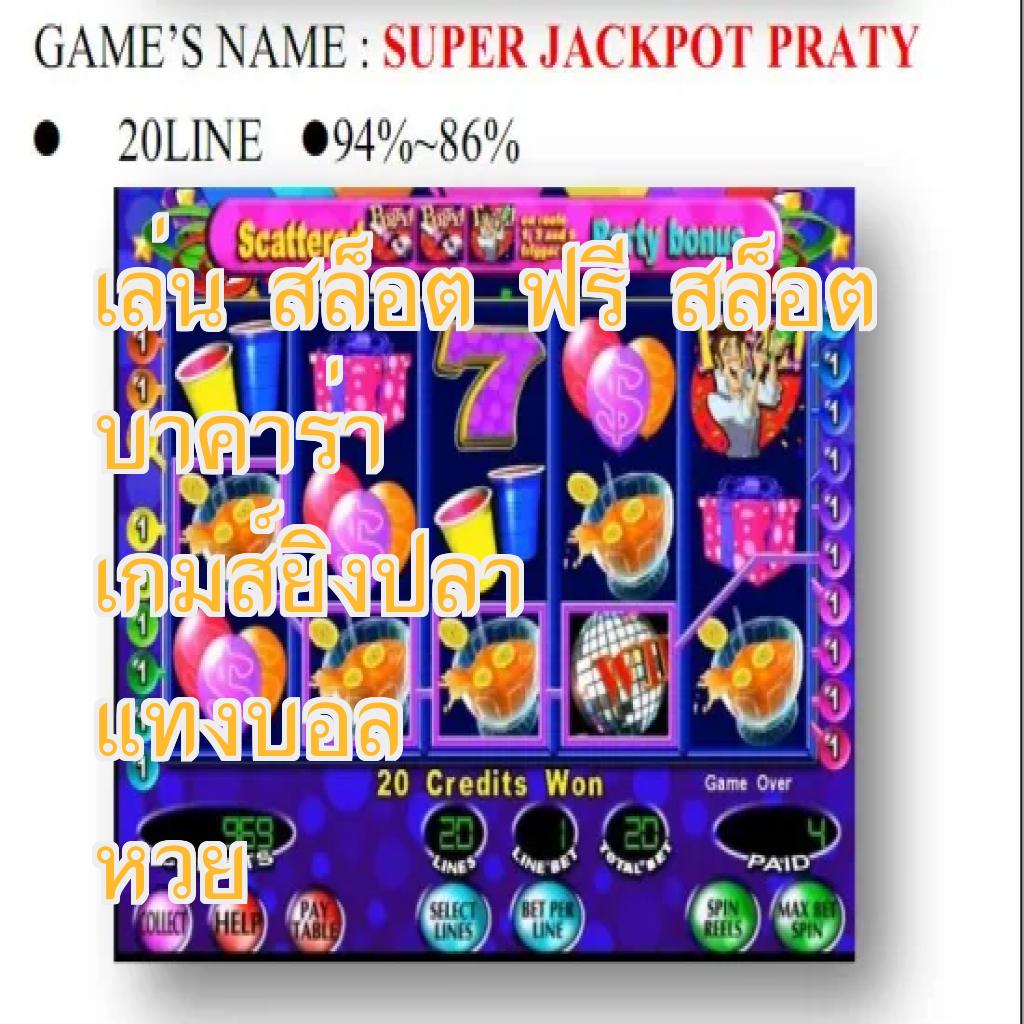 GAME'S NAME : SUPER JACKPOT PRATY
● 20LINE ●94%~86%
Scattered PARTY! PARTY! Party bonus
เล่น สล็อต ฟรี สล็อต
บาคาร่า
เกมส์ยิงปลา
แทงบอล
หวย
7
$ $ $
20 Credits Won Game Over
969 20 1 20 4
LINES LINE BET TOTAL BET PAID
COLLECT HELP PAY TABLE SELECT LINES BET PER LINE SPIN REELS MAX BET SPIN